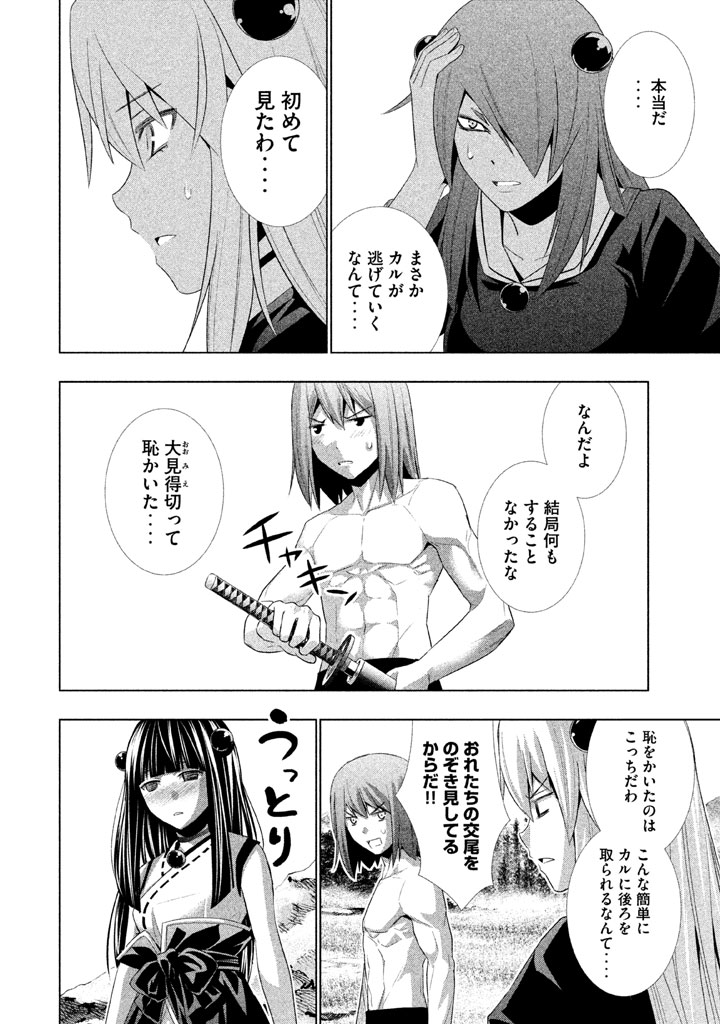 本当だ
‥‥
まさか
カルが
逃げていく
なんて‥‥
初めて
見たわ‥‥
なんだよ
結局何も
すること
なかったな
チャキン
大見得切って
おおみえ
恥かいた‥‥
恥をかいたのは
こっちだわ
こんな簡単に
カルに後ろを
取られるなんて‥‥
おれたちの交尾を
のぞき見してる
からだ!!
うっとり